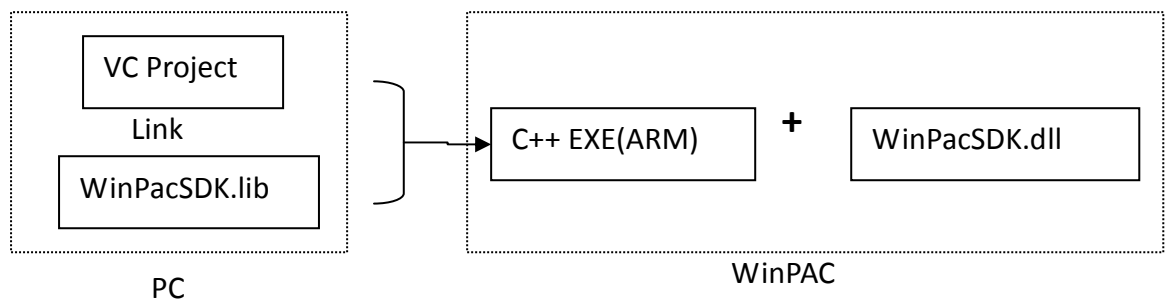 VC Project
Link
WinPacSDK.lib
PC
C++ EXE(ARM)
+
WinPacSDK.dll
WinPAC